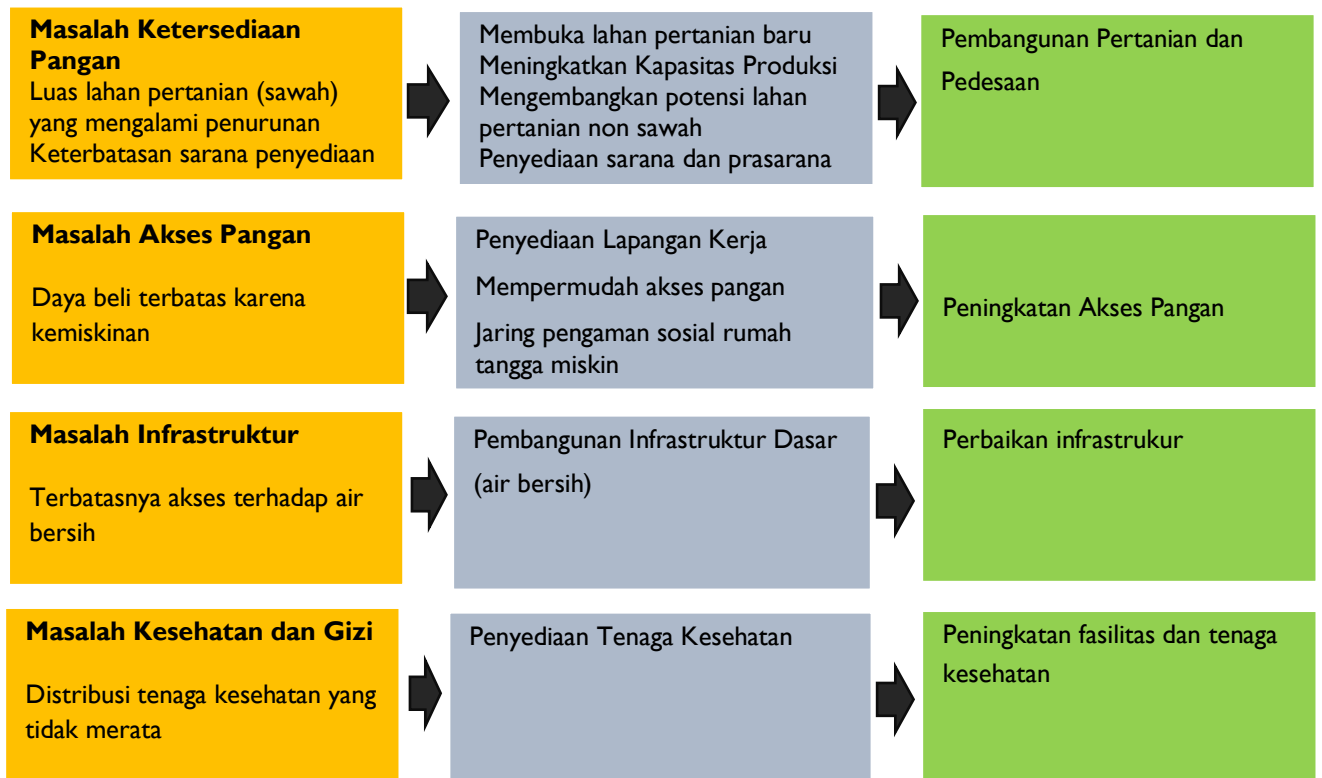 Masalah Ketersediaan
Pangan
Luas lahan pertanian (sawah)
yang mengalami penurunan
Keterbatasan sarana penyediaan
Membuka lahan pertanian baru
Meningkatkan Kapasitas Produksi
Mengembangkan potensi lahan
pertanian non sawah
Penyediaan sarana dan prasarana
Pembangunan Pertanian dan
Pedesaan
Masalah Akses Pangan
Daya beli terbatas karena
kemiskinan
Penyediaan Lapangan Kerja
Mempermudah akses pangan
Jaring pengaman sosial rumah
tangga miskin
Peningkatan Akses Pangan
Masalah Infrastruktur
Terbatasnya akses terhadap air
bersih
Pembangunan Infrastruktur Dasar
(air bersih)
Perbaikan infrastrukur
Masalah Kesehatan dan Gizi
Distribusi tenaga kesehatan yang
tidak merata
Penyediaan Tenaga Kesehatan
Peningkatan fasilitas dan tenaga
kesehatan